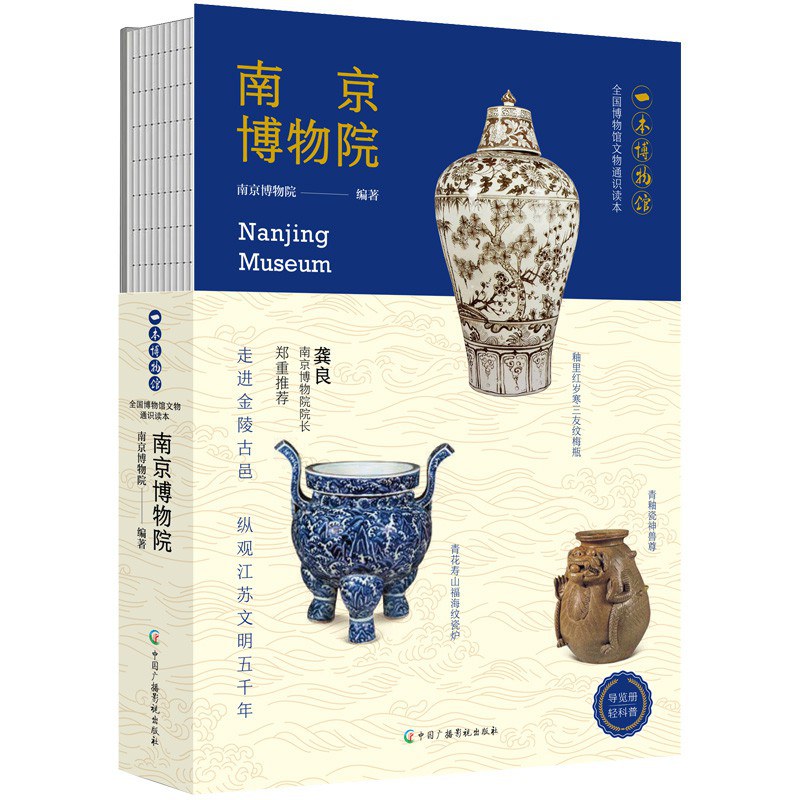 南京
博物院
南京博物院 编著
Nanjing
Museum
一本博物馆
全国博物馆文物通识读本
釉里红岁寒三友纹梅瓶
龚良
南京博物院院长
郑重推荐
走进金陵古邑 纵观江苏文明五千年
青花寿山福海纹瓷炉
青釉瓷神兽尊
导览册
轻科普
中国广播影视出版社
一本博物馆
全国博物馆文物
通识读本
南京博物院
南京博物院 编著
中国广播影视出版社